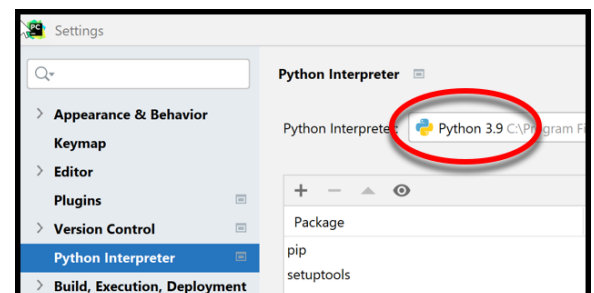 Settings
Python Interpreter
Appearance & Behavior
Keymap
Editor
Plugins
Version Control
Python Interpreter
Build, Execution, Deployment
Python Interpreter: Python 3.9 C:\Program Fi
Package
pip
setuptools